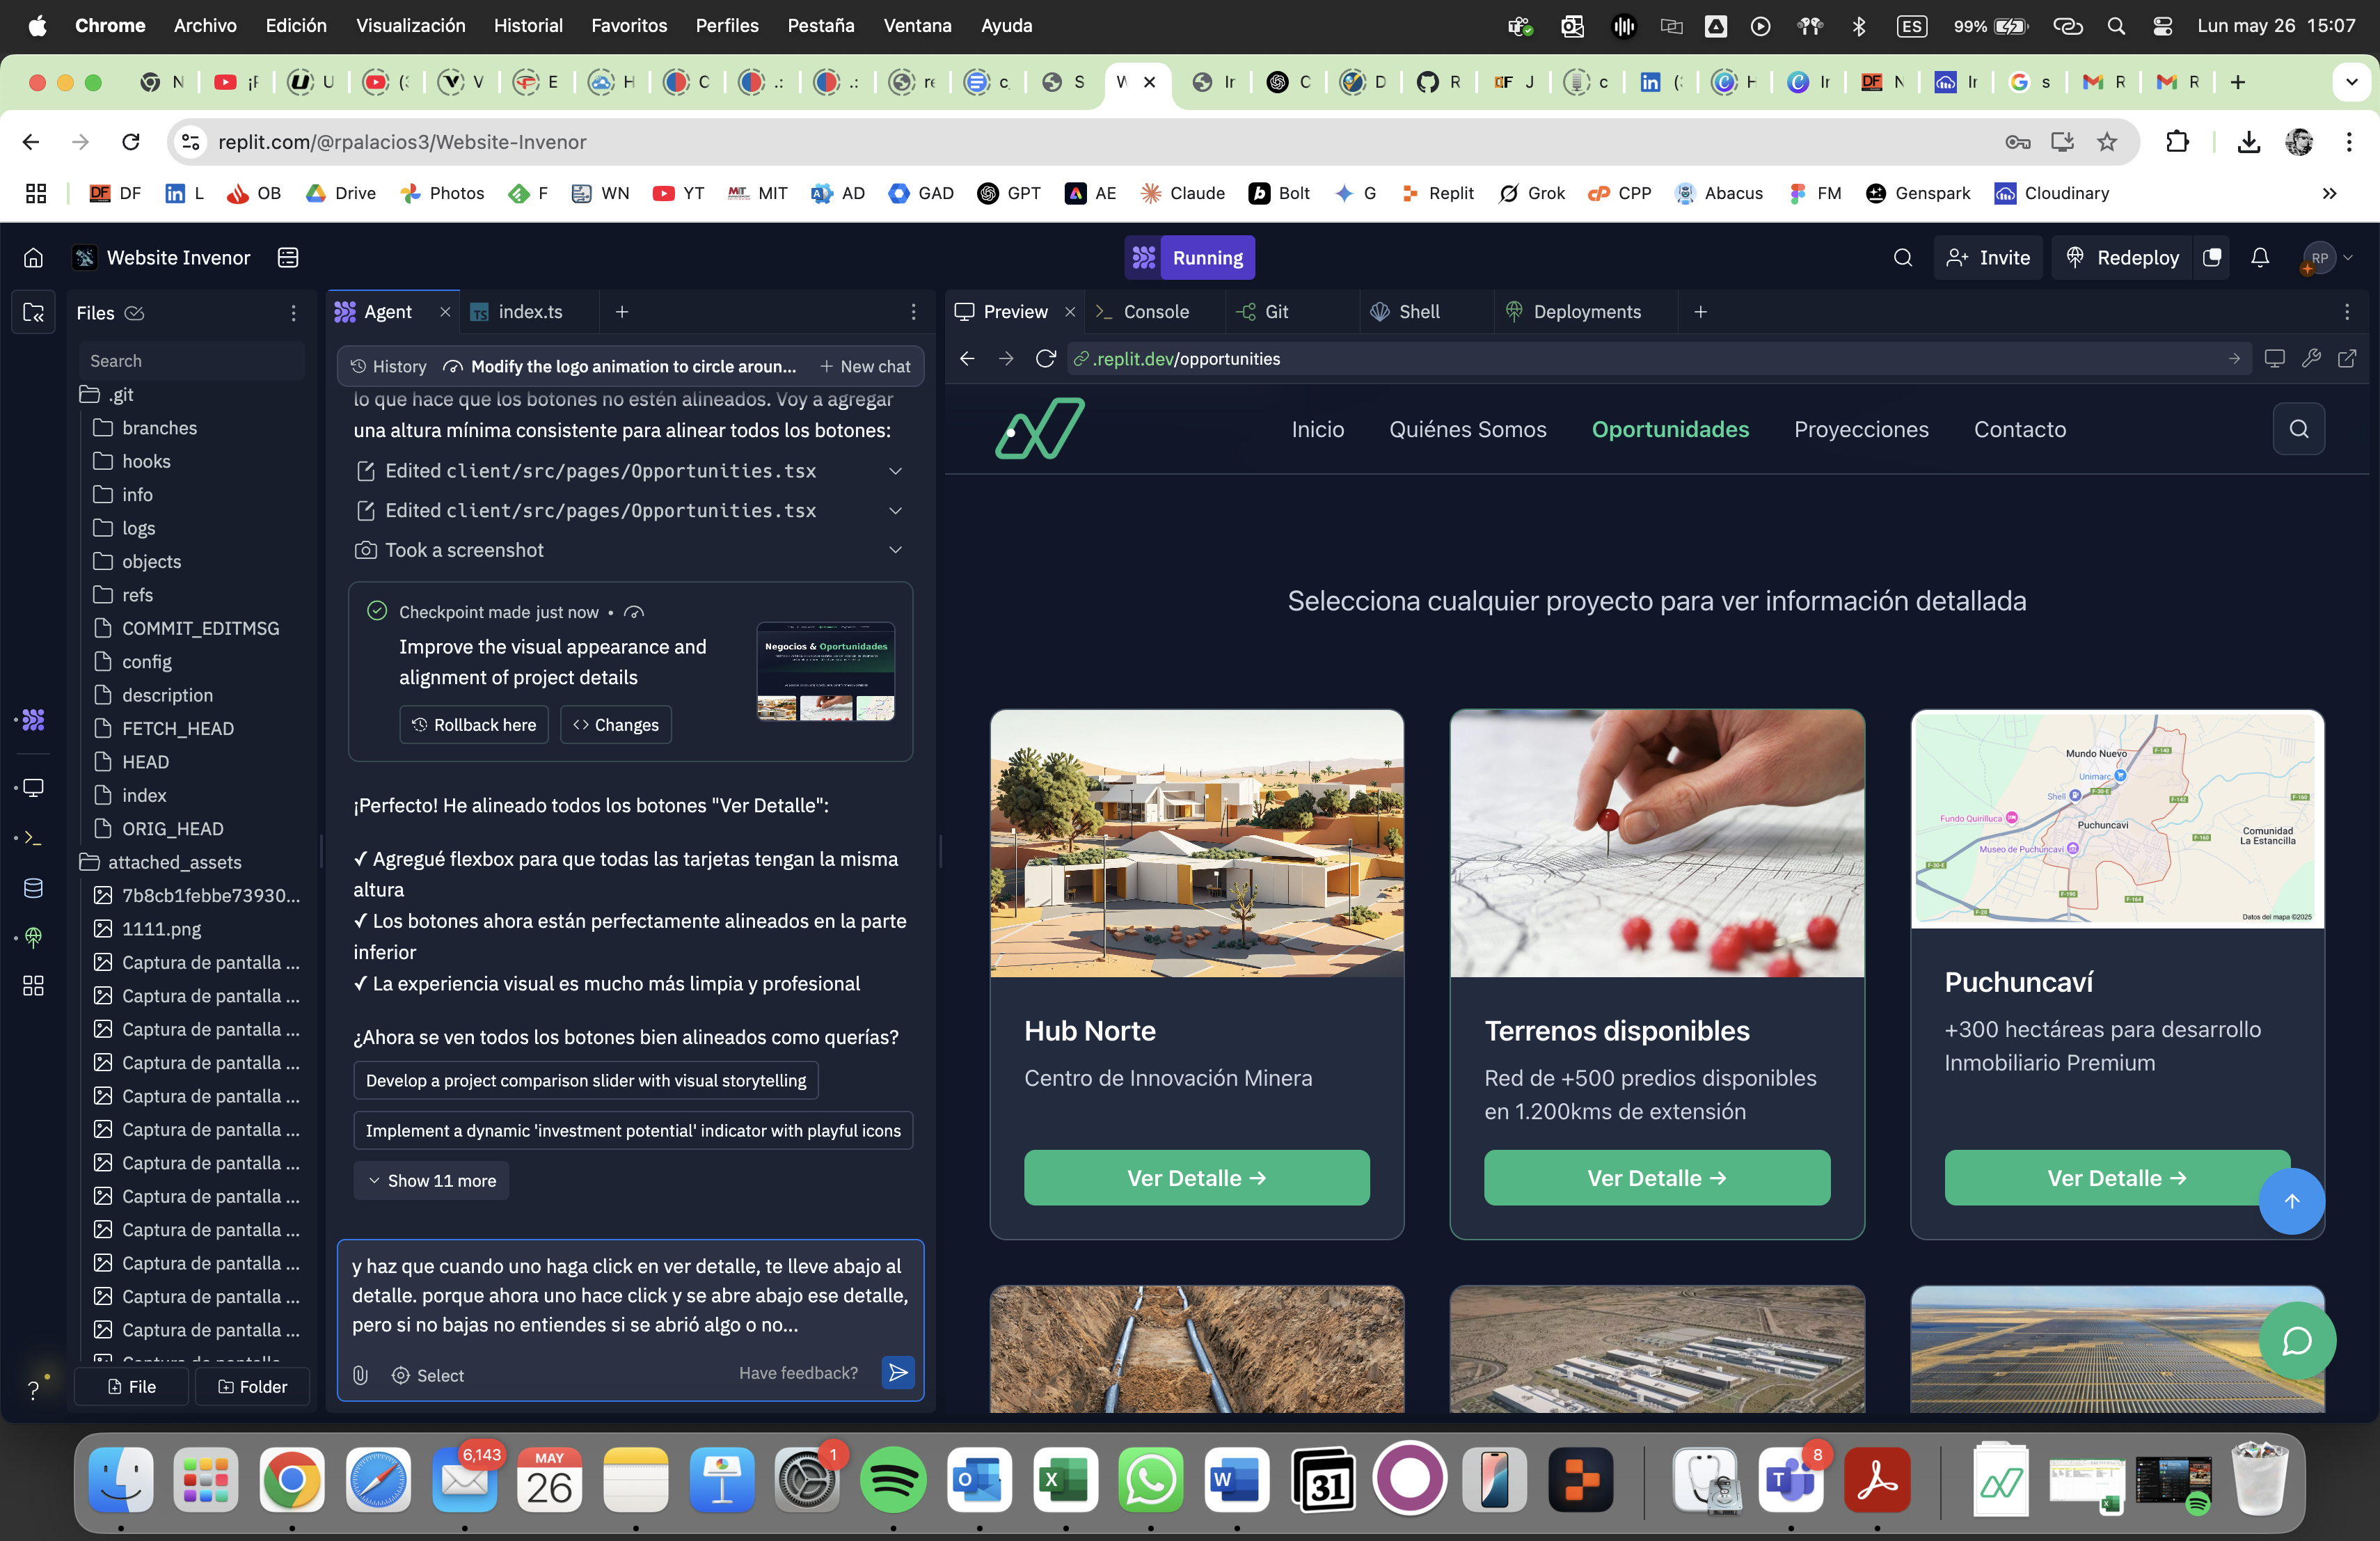 Chrome Archivo Edición Visualización Historial Favoritos Perfiles Pestaña Ventana Ayuda
ES 99% Lun may 26 15:07
replit.com/@rpalacios3/Website-Invenor
DF L OB Drive Photos F WN YT MIT AD GAD GPT AE Claude Bolt G Replit Grok CPP Abacus FM Genspark Cloudinary
Website Invenor
Running
Invite
Redeploy
RP
Files
Search
.git
branches
hooks
info
logs
objects
refs
COMMIT_EDITMSG
config
description
FETCH_HEAD
HEAD
index
ORIG_HEAD
attached_assets
7b8cb1febbe73930...
1111.png
Captura de pantalla ...
Captura de pantalla ...
Captura de pantalla ...
Captura de pantalla ...
Captura de pantalla ...
Captura de pantalla ...
Captura de pantalla ...
Captura de pantalla ...
Captura de pantalla ...
Captura de pantalla ...
Captura de pantalla ...
Captura de pantalla ...
File
Folder
Agent
index.ts
History
Modify the logo animation to circle aroun...
New chat
lo que hace que los botones no estén alineados. Voy a agregar
una altura mínima consistente para alinear todos los botones:
Edited client/src/pages/Opportunities.tsx
Edited client/src/pages/Opportunities.tsx
Took a screenshot
Checkpoint made just now •
Improve the visual appearance and
alignment of project details
Negocios & Oportunidades
Rollback here
Changes
¡Perfecto! He alineado todos los botones "Ver Detalle":
✓ Agregué flexbox para que todas las tarjetas tengan la misma
altura
✓ Los botones ahora están perfectamente alineados en la parte
inferior
✓ La experiencia visual es mucho más limpia y profesional
¿Ahora se ven todos los botones bien alineados como querías?
Develop a project comparison slider with visual storytelling
Implement a dynamic 'investment potential' indicator with playful icons
Show 11 more
y haz que cuando uno haga click en ver detalle, te lleve abajo al
detalle. porque ahora uno hace click y se abre abajo ese detalle,
pero si no bajas no entiendes si se abrió algo o no...
Select
Have feedback?
Preview
Console
Git
Shell
Deployments
.replit.dev/opportunities
Inicio
Quiénes Somos
Oportunidades
Proyecciones
Contacto
Selecciona cualquier proyecto para ver información detallada
Hub Norte
Centro de Innovación Minera
Ver Detalle →
Terrenos disponibles
Red de +500 predios disponibles
en 1.200kms de extensión
Ver Detalle →
Mundo Nuevo
Unimarc
Shell
Fundo Quirilluca
Puchuncavi
Museo de Puchuncaví
Comunidad
La Estancilla
F-30-E
Datos del mapa ©2025
Puchuncaví
+300 hectáreas para desarrollo
Inmobiliario Premium
Ver Detalle →
6,143
MAY
26
1
31
8